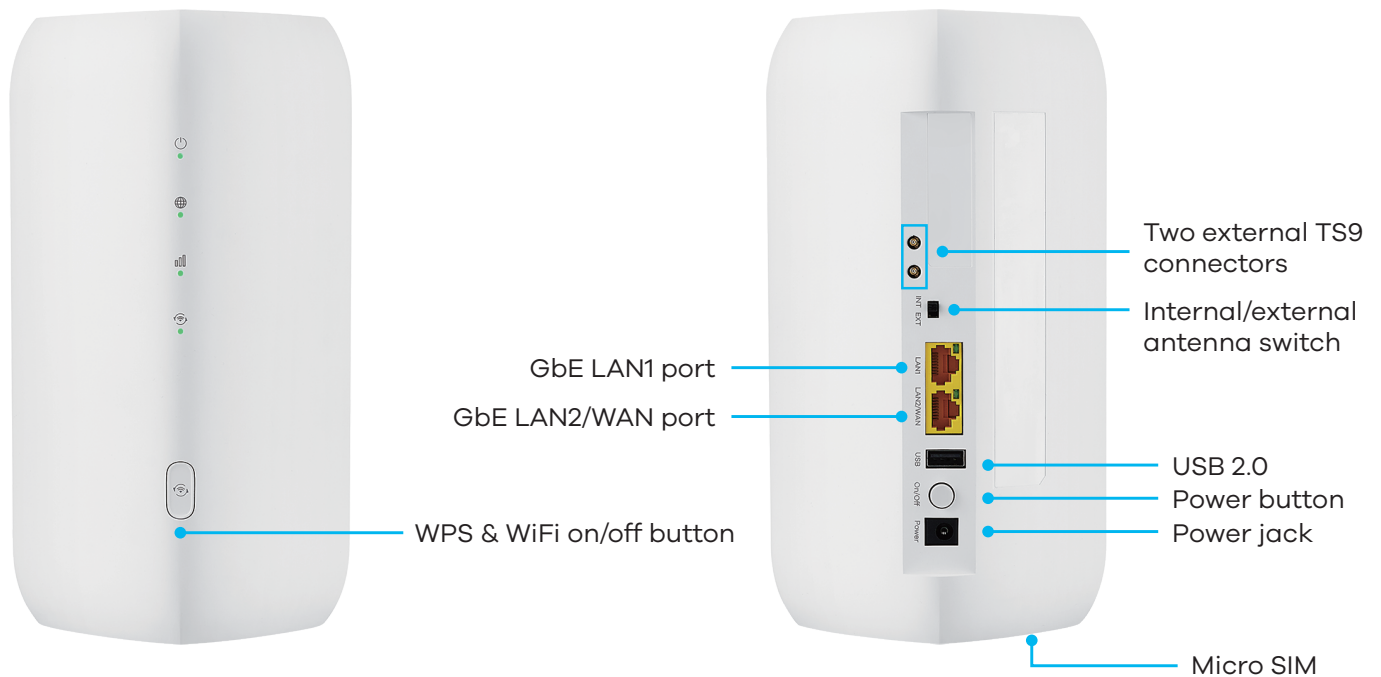 Two external TS9
connectors
INT EXT
Internal/external
antenna switch
GbE LAN1 port
LAN1
GbE LAN2/WAN port
LAN2/WAN
USB
USB 2.0
On/Off
Power button
Power
Power jack
WPS & WiFi on/off button
Micro SIM